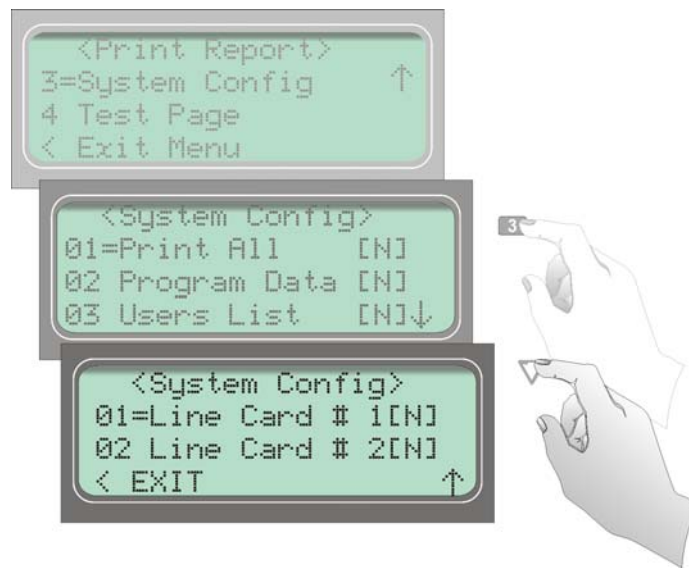 <Print Report>
3=System Config ↑
4 Test Page
< Exit Menu
<System Config>
01=Print All [N]
02 Program Data [N]
03 Users List [N]↓
3
<System Config>
01=Line Card # 1[N]
02 Line Card # 2[N]
< EXIT ↑